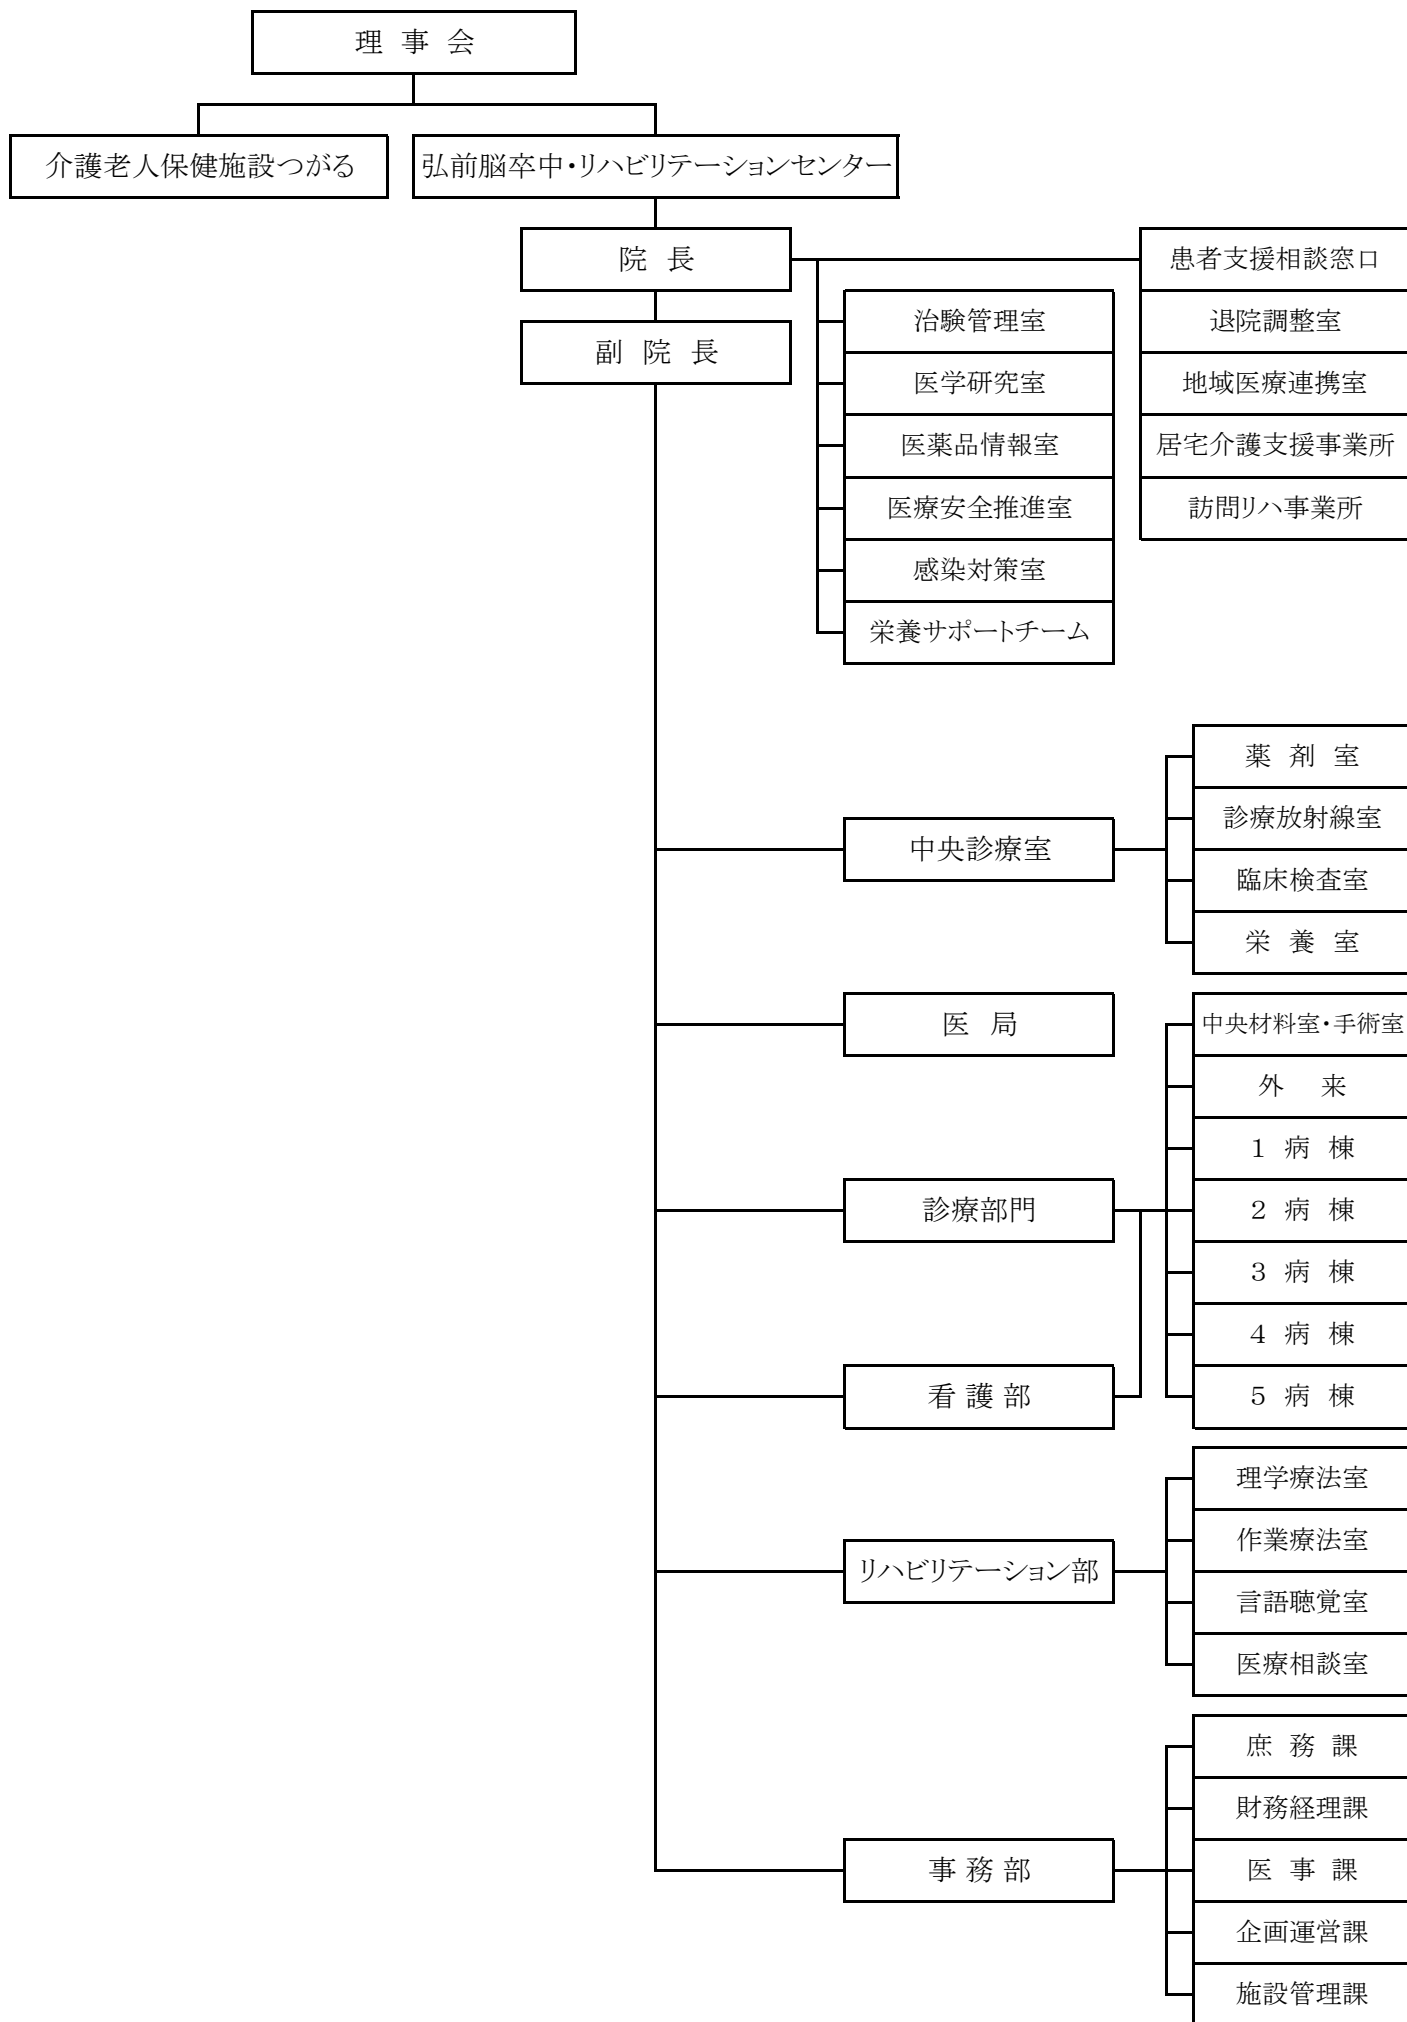 理 事 会
介護老人保健施設つがる
弘前脳卒中・リハビリテーションセンター
院 長
副 院 長
患者支援相談窓口
退院調整室
地域医療連携室
居宅介護支援事業所
訪問リハ事業所
治験管理室
医学研究室
医薬品情報室
医療安全推進室
感染対策室
栄養サポートチーム
中央診療室
薬 剤 室
診療放射線室
臨床検査室
栄 養 室
医 局
診療部門
看 護 部
中央材料室・手術室
外 来
1 病 棟
2 病 棟
3 病 棟
4 病 棟
5 病 棟
リハビリテーション部
理学療法室
作業療法室
言語聴覚室
医療相談室
事 務 部
庶 務 課
財務経理課
医 事 課
企画運営課
施設管理課